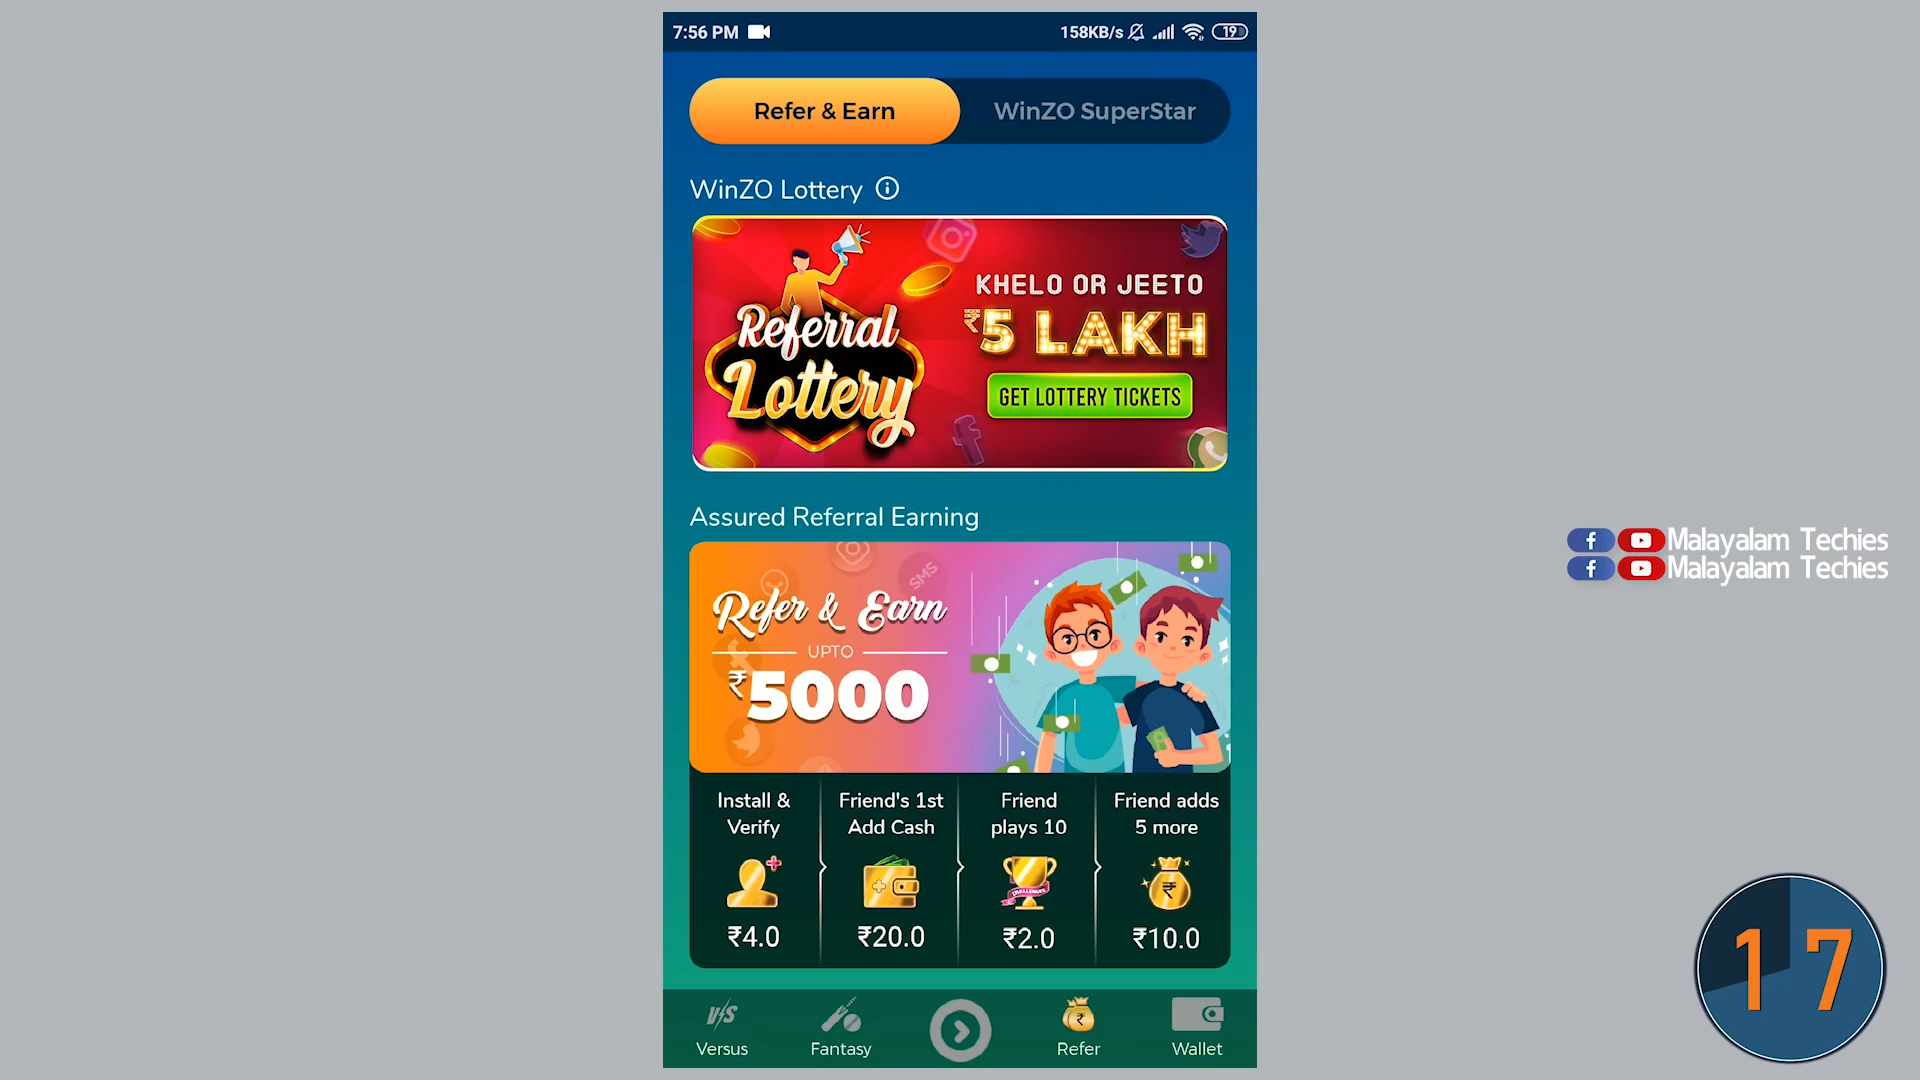 7:56 PM
158KB/s
19
Refer & Earn
WinZO SuperStar
WinZO Lottery
Referral
Lottery
KHELO OR JEETO
₹5 LAKH
GET LOTTERY TICKETS
Assured Referral Earning
SMS
Refer & Earn
UPTO
₹5000
Install &
Verify
₹4.0
Friend's 1st
Add Cash
₹20.0
Friend
plays 10
CHALLENGES
₹2.0
Friend adds
5 more
₹10.0
V/S
Versus
Fantasy
Refer
Wallet
Malayalam Techies
Malayalam Techies
17